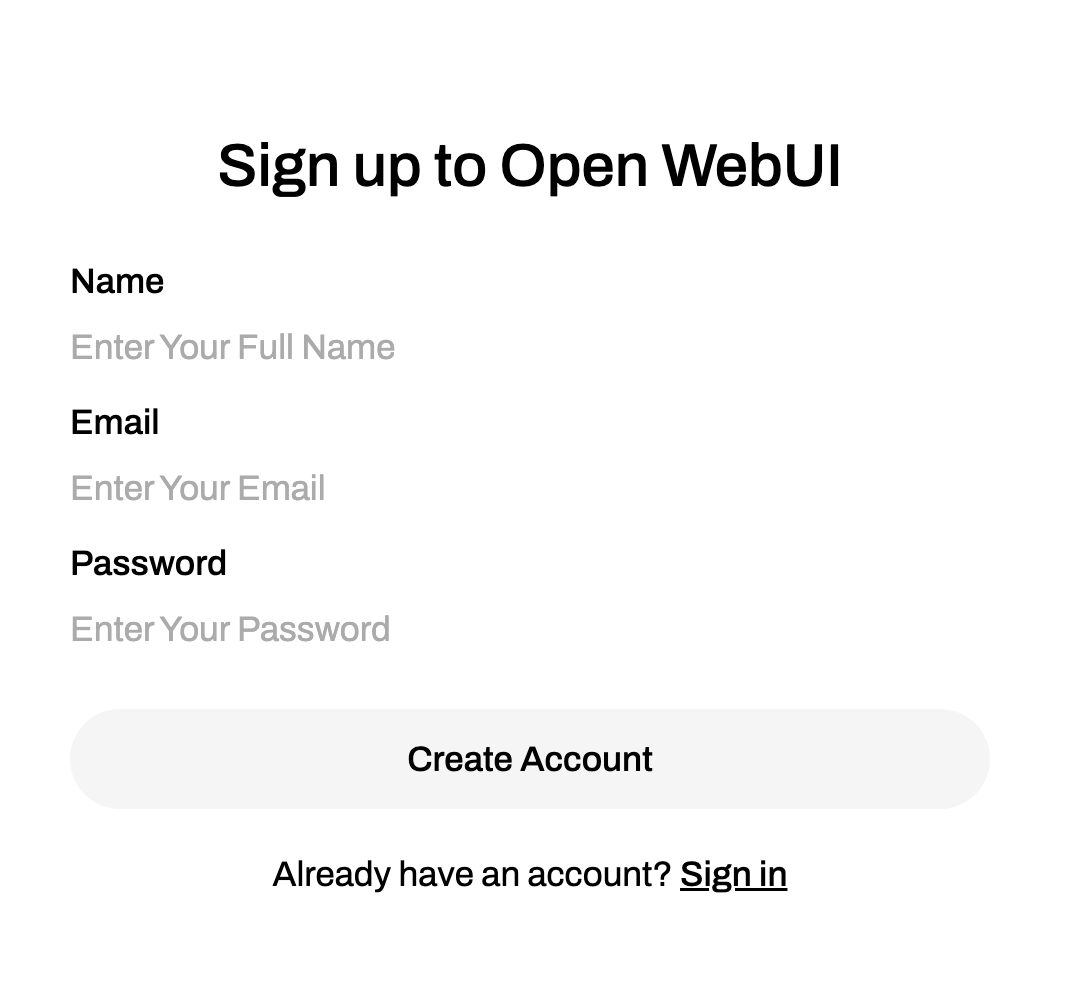 Sign up to Open WebUI
Name
Enter Your Full Name
Email
Enter Your Email
Password
Enter Your Password
Create Account
Already have an account? Sign in